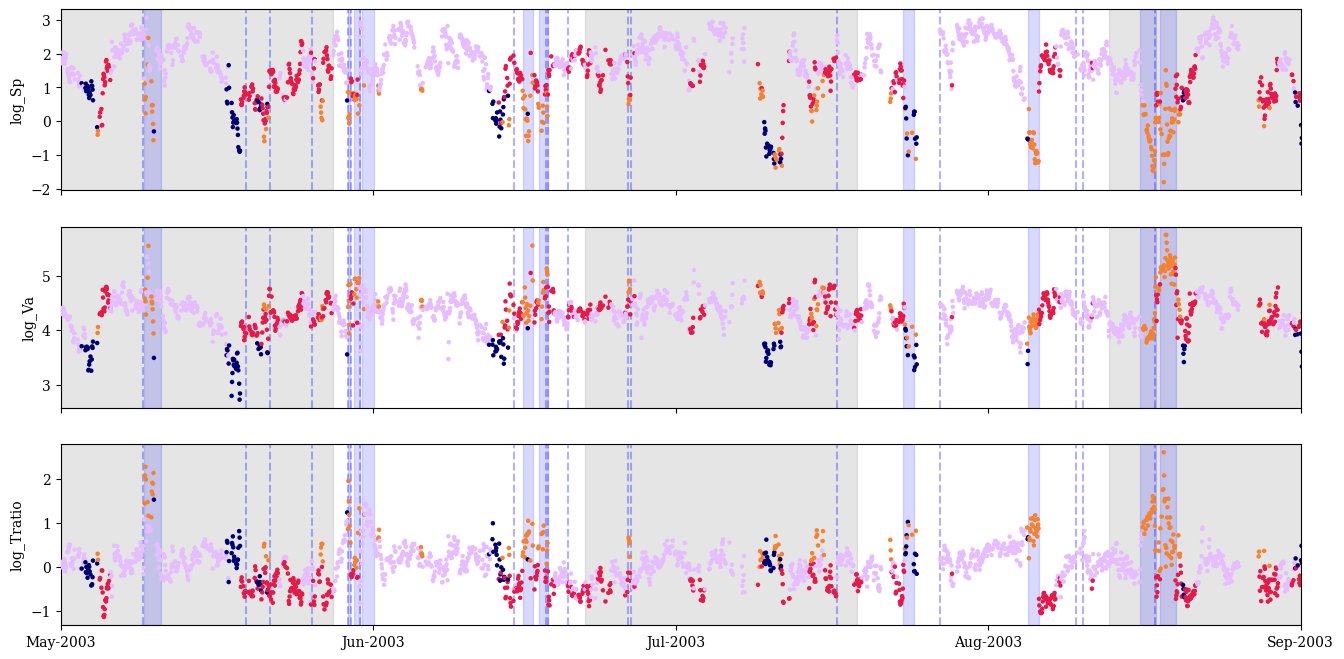 3
2
1
0
−1
−2
log_Sp
5
4
3
log_Va
2
1
0
−1
log_Tratio
May-2003
Jun-2003
Jul-2003
Aug-2003
Sep-2003